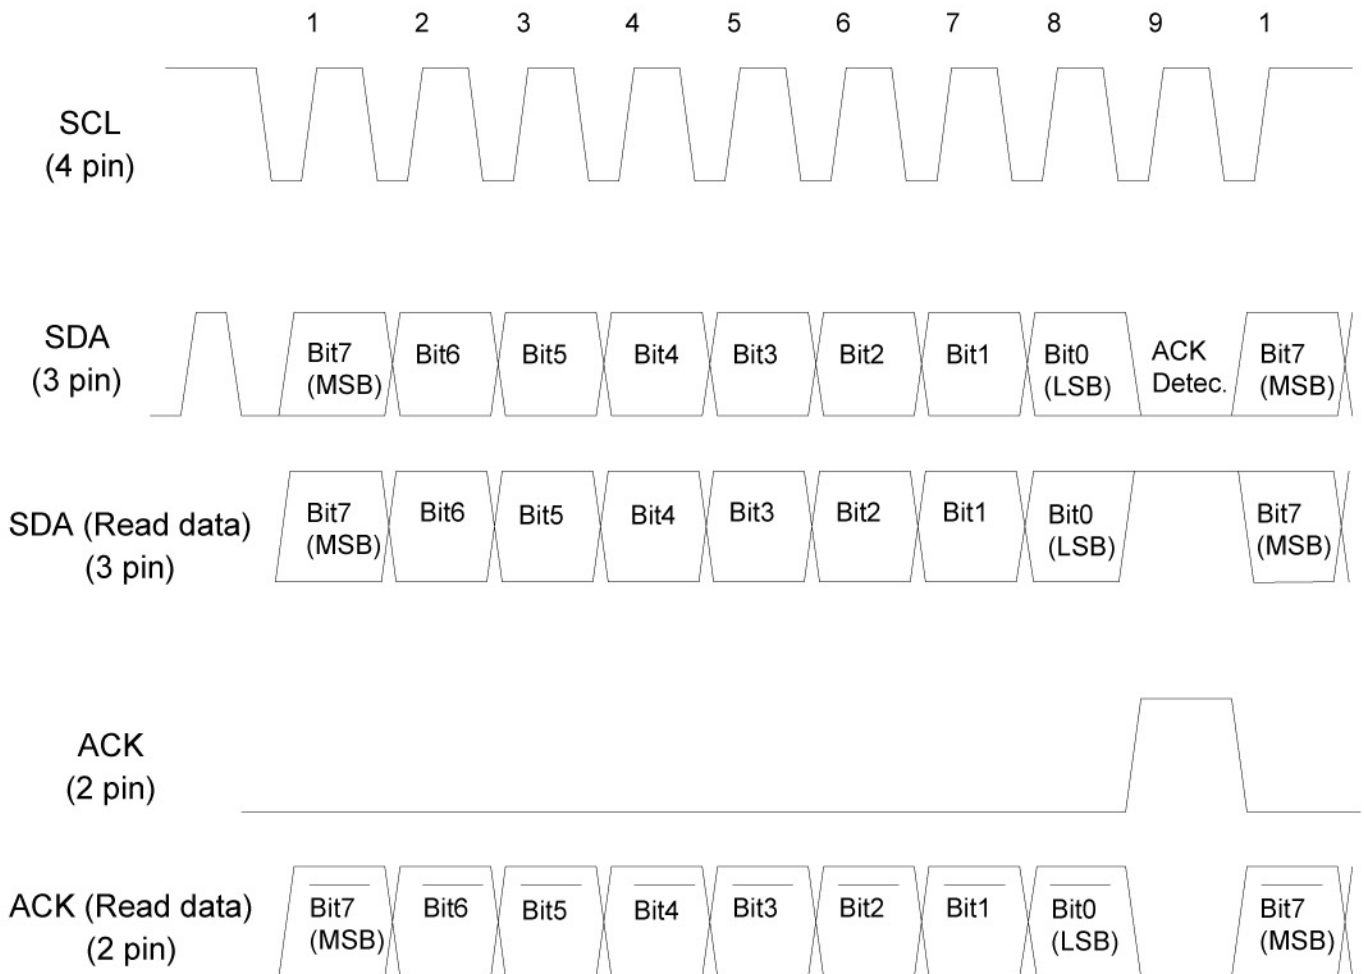 1 2 3 4 5 6 7 8 9 1
SCL
(4 pin)
SDA
(3 pin)
Bit7
(MSB)
Bit6
Bit5
Bit4
Bit3
Bit2
Bit1
Bit0
(LSB)
ACK
Detec.
Bit7
(MSB)
SDA (Read data)
(3 pin)
Bit7
(MSB)
Bit6
Bit5
Bit4
Bit3
Bit2
Bit1
Bit0
(LSB)
Bit7
(MSB)
ACK
(2 pin)
ACK (Read data)
(2 pin)
Bit7
(MSB)
Bit6
Bit5
Bit4
Bit3
Bit2
Bit1
Bit0
(LSB)
Bit7
(MSB)